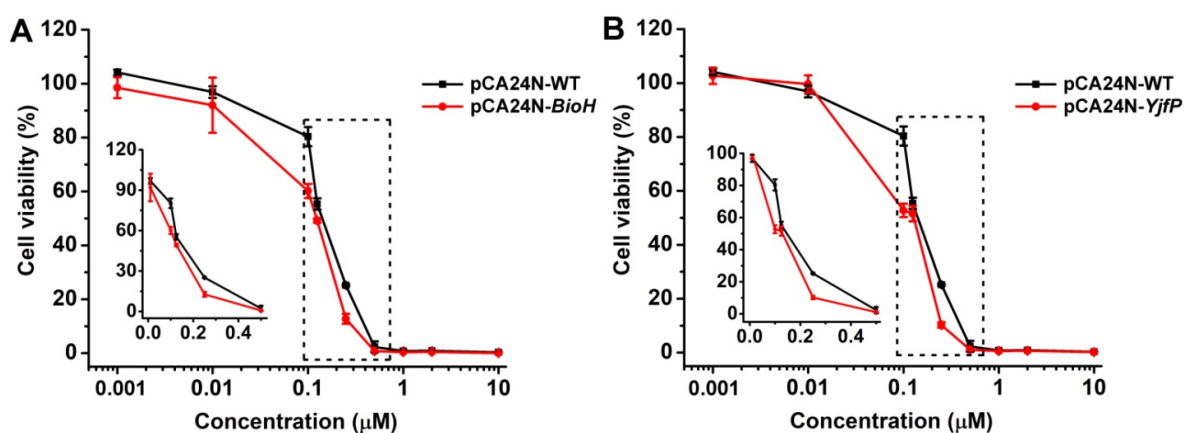 A
120
100
80
60
40
20
0
Cell viability (%)
pCA24N-WT
pCA24N-BioH
120
90
60
30
0
0.0 0.2 0.4
0.001 0.01 0.1 1 10
Concentration (μM)
B
120
100
80
60
40
20
0
Cell viability (%)
pCA24N-WT
pCA24N-YjfP
100
80
60
40
20
0
0.0 0.2 0.4
0.001 0.01 0.1 1 10
Concentration (μM)